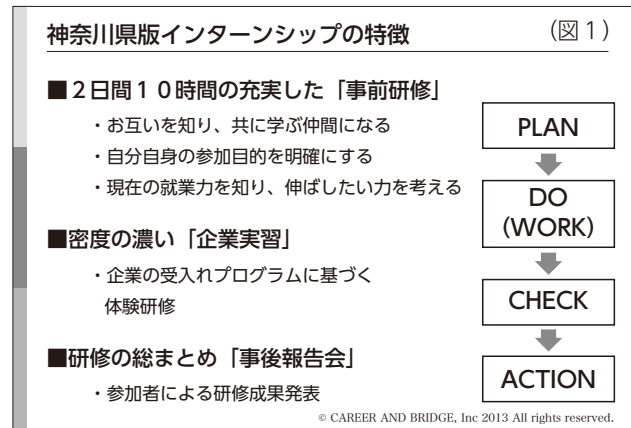 神奈川県版インターンシップの特徴
(図1)
■2日間10時間の充実した「事前研修」
・お互いを知り、共に学ぶ仲間になる
・自分自身の参加目的を明確にする
・現在の就業力を知り、伸ばしたい力を考える
■密度の濃い「企業実習」
・企業の受入れプログラムに基づく
体験研修
■研修の総まとめ「事後報告会」
・参加者による研修成果発表
PLAN
DO
(WORK)
CHECK
ACTION
© CAREER AND BRIDGE, Inc 2013 All rights reserved.